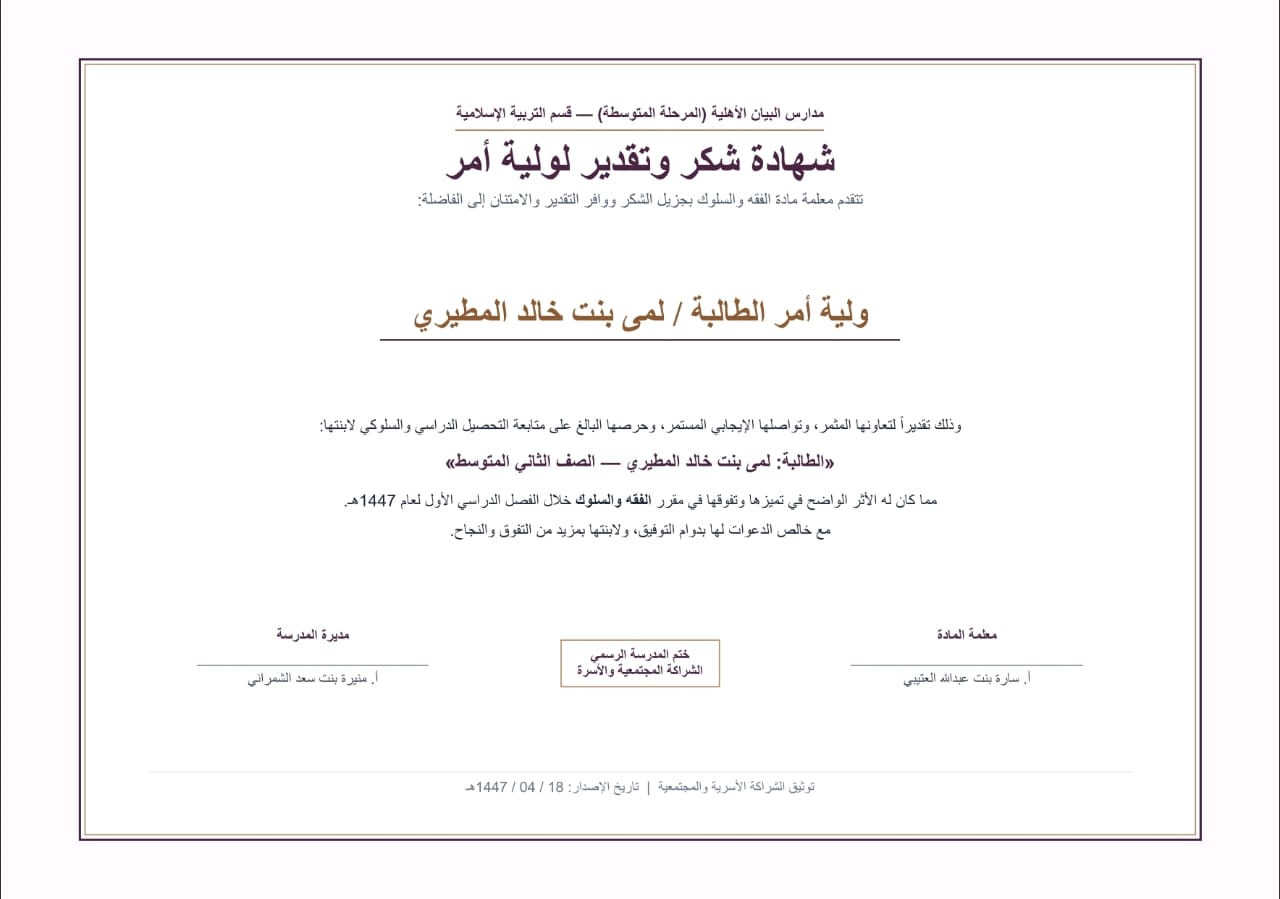 مدارس البيان الأهلية (المرحلة المتوسطة) — قسم التربية الإسلامية
شهادة شكر وتقدير لولية أمر
تتقدم معلمة مادة الفقه والسلوك بجزيل الشكر ووافر التقدير والامتنان إلى الفاضلة:
ولية أمر الطالبة / لمى بنت خالد المطيري
وذلك تقديراً لتعاونها المثمر، وتواصلها الإيجابي المستمر، وحرصها البالغ على متابعة التحصيل الدراسي والسلوكي لابنتها:
«الطالبة: لمى بنت خالد المطيري — الصف الثاني المتوسط»
مما كان له الأثر الواضح في تميزها وتفوقها في مقرر الفقه والسلوك خلال الفصل الدراسي الأول لعام 1447هـ.
مع خالص الدعوات لها بدوام التوفيق، ولابنتها بمزيد من التفوق والنجاح.
معلمة المادة
أ. سارة بنت عبدالله العتيبي
ختم المدرسة الرسمي
الشراكة المجتمعية والأسرة
مديرة المدرسة
أ. منيرة بنت سعد الشمراني
توثيق الشراكة الأسرية والمجتمعية | تاريخ الإصدار: 18 / 04 / 1447هـ